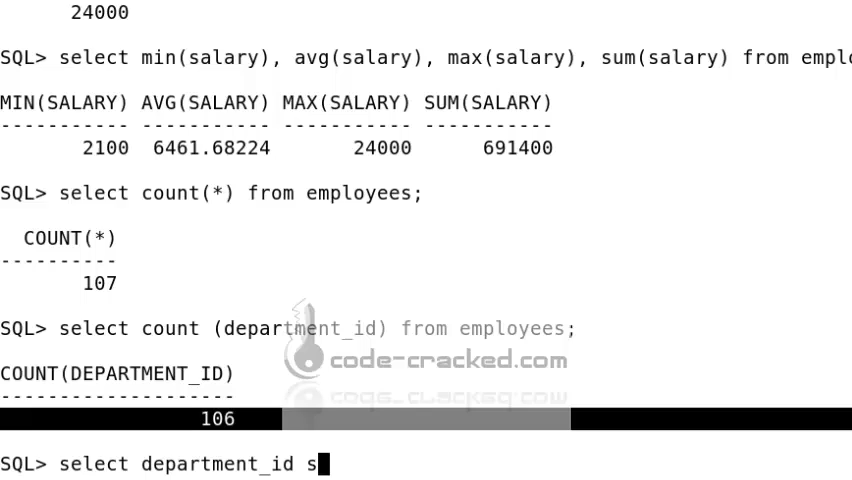 24000
SQL> select min(salary), avg(salary), max(salary), sum(salary) from emplo
MIN(SALARY) AVG(SALARY) MAX(SALARY) SUM(SALARY)
----------- ----------- ----------- -----------
2100 6461.68224 24000 691400
SQL> select count(*) from employees;
COUNT(*)
----------
107
SQL> select count (department_id) from employees;
code-cracked.com
COUNT(DEPARTMENT_ID)
--------------------
106
SQL> select department_id s